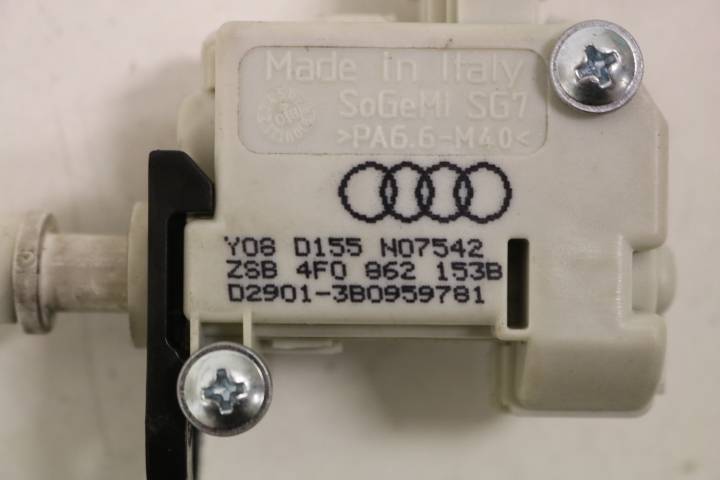 Made in Italy
SoGeMi SG7
>PA6.6-M40<
Y08 D155 N07542
ZSB 4F0 862 153B
D2901-3B0959781